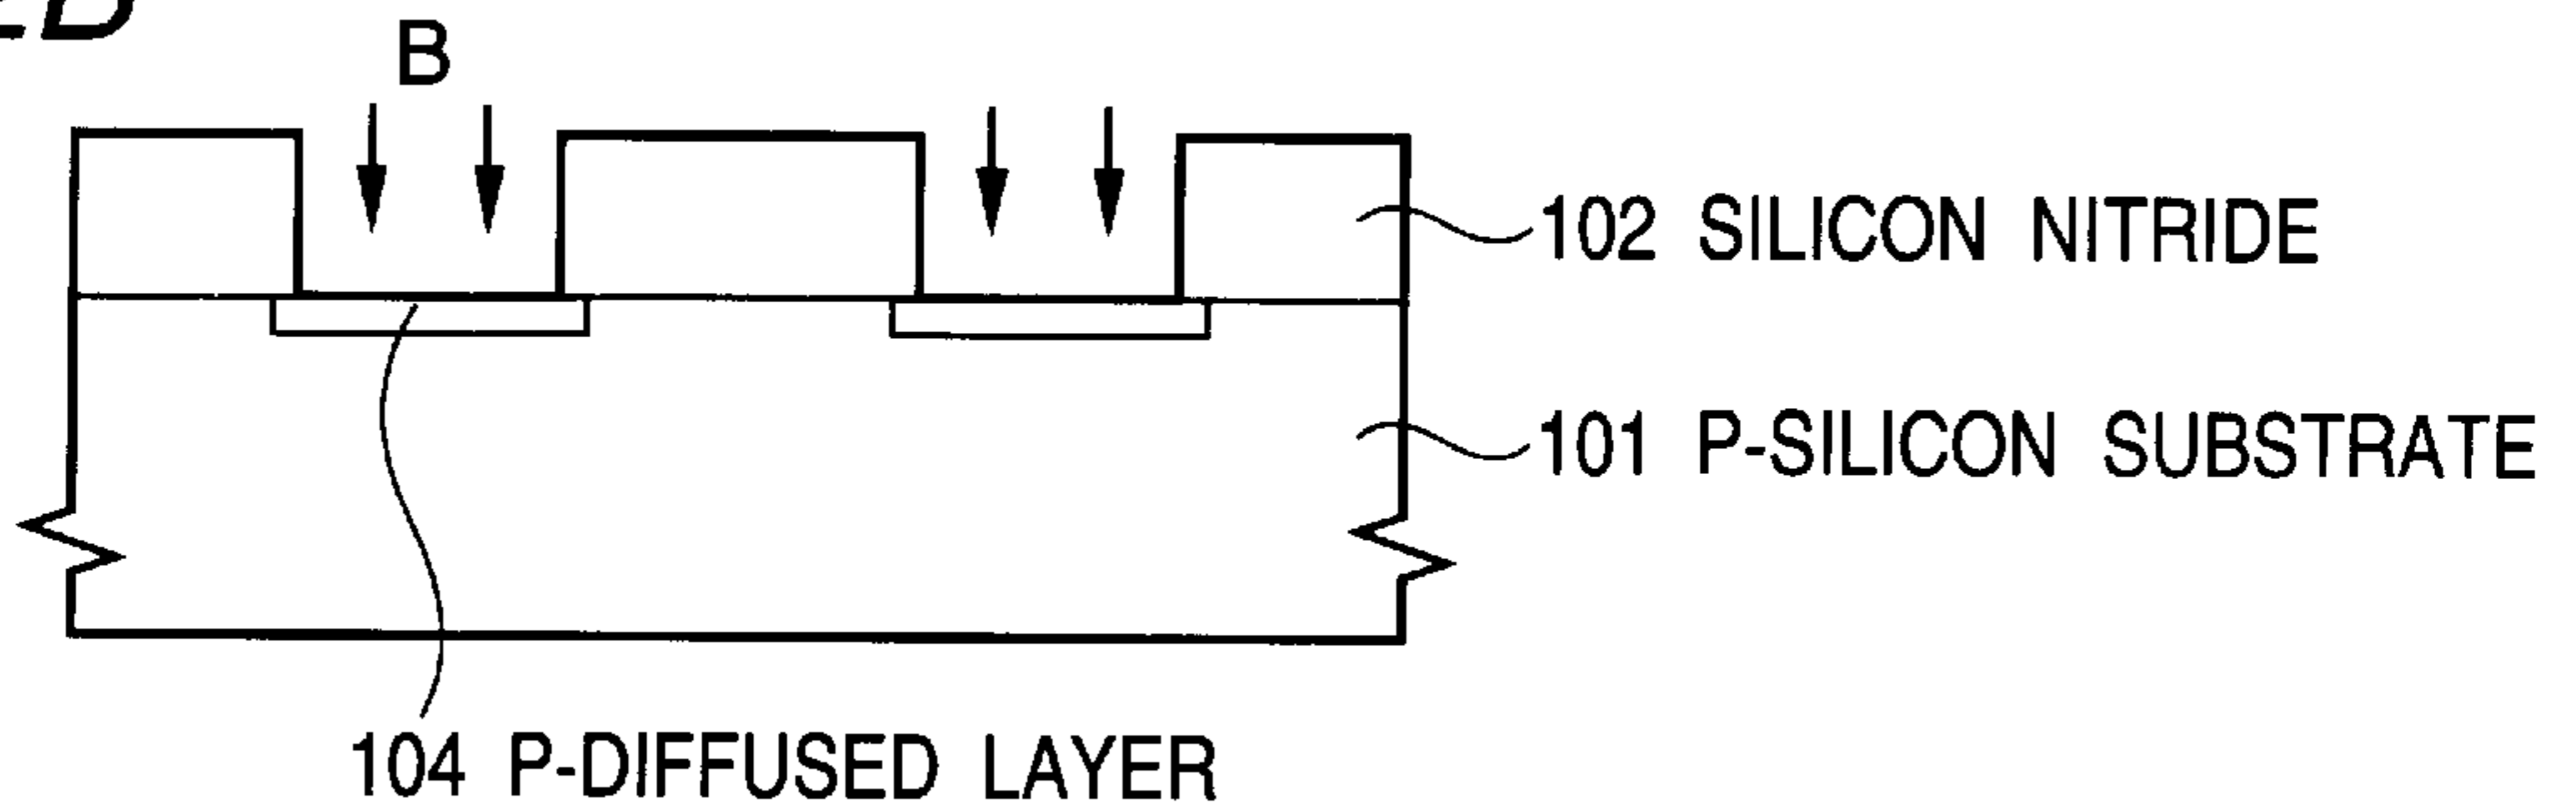 B
102 SILICON NITRIDE
101 P-SILICON SUBSTRATE
104 P-DIFFUSED LAYER